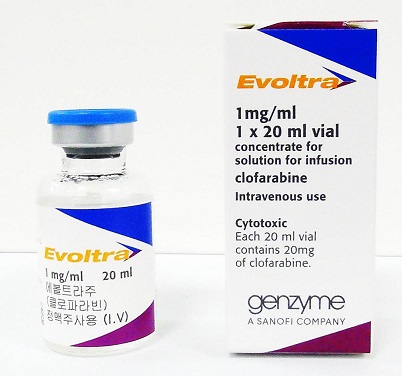 Evoltra
1 mg/ml 20 ml
에볼트라주
(클로파라빈)
정맥주사용 (I.V)
Evoltra
1mg/ml
1 x 20 ml vial
concentrate for
solution for infusion
clofarabine
Intravenous use
Cytotoxic
Each 20 ml vial
contains 20mg
of clofarabine.
genzyme
A SANOFI COMPANY